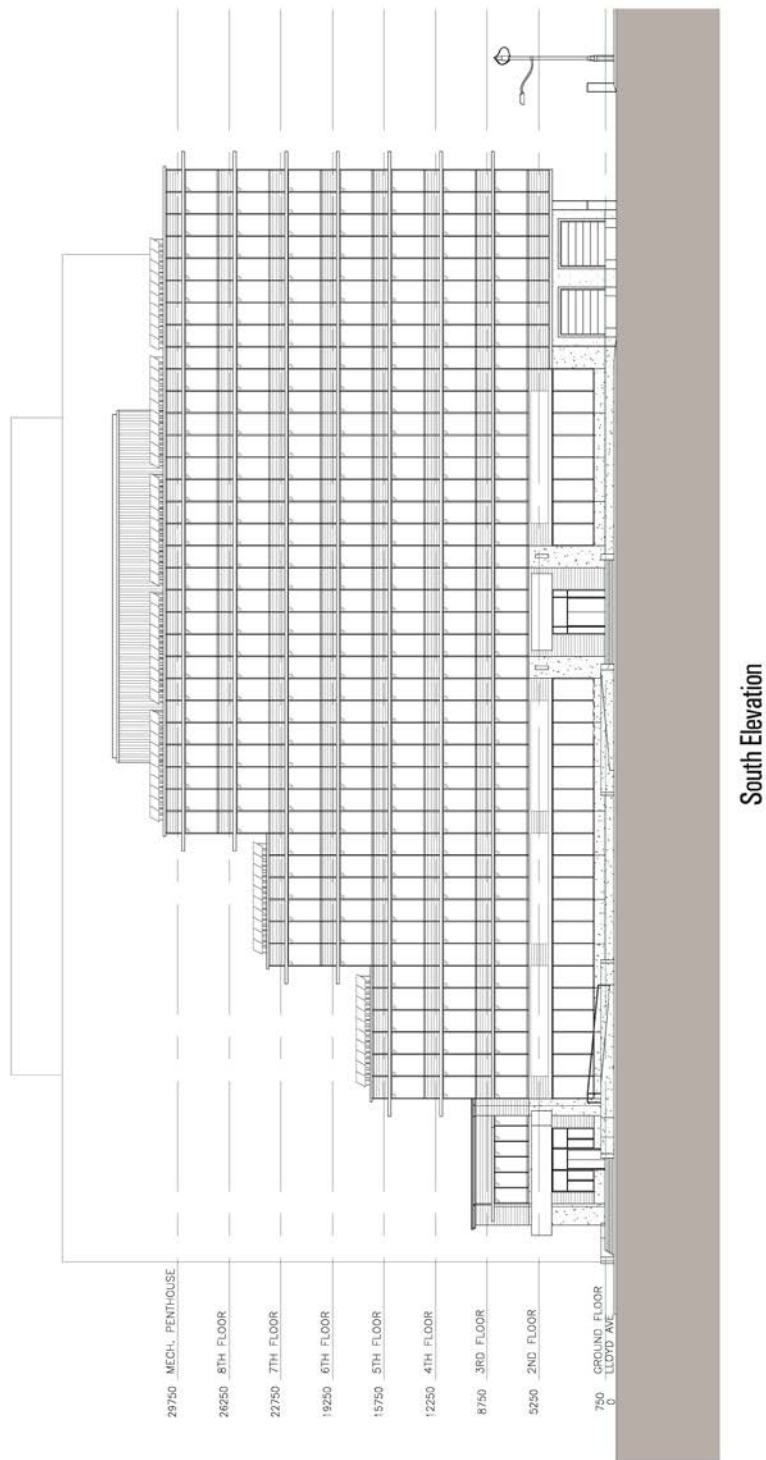 29750 MECH. PENTHOUSE
26250 8TH FLOOR
22750 7TH FLOOR
19250 6TH FLOOR
15750 5TH FLOOR
12250 4TH FLOOR
8750 3RD FLOOR
5250 2ND FLOOR
750 GROUND FLOOR
0 LLOYD AVE
South Elevation